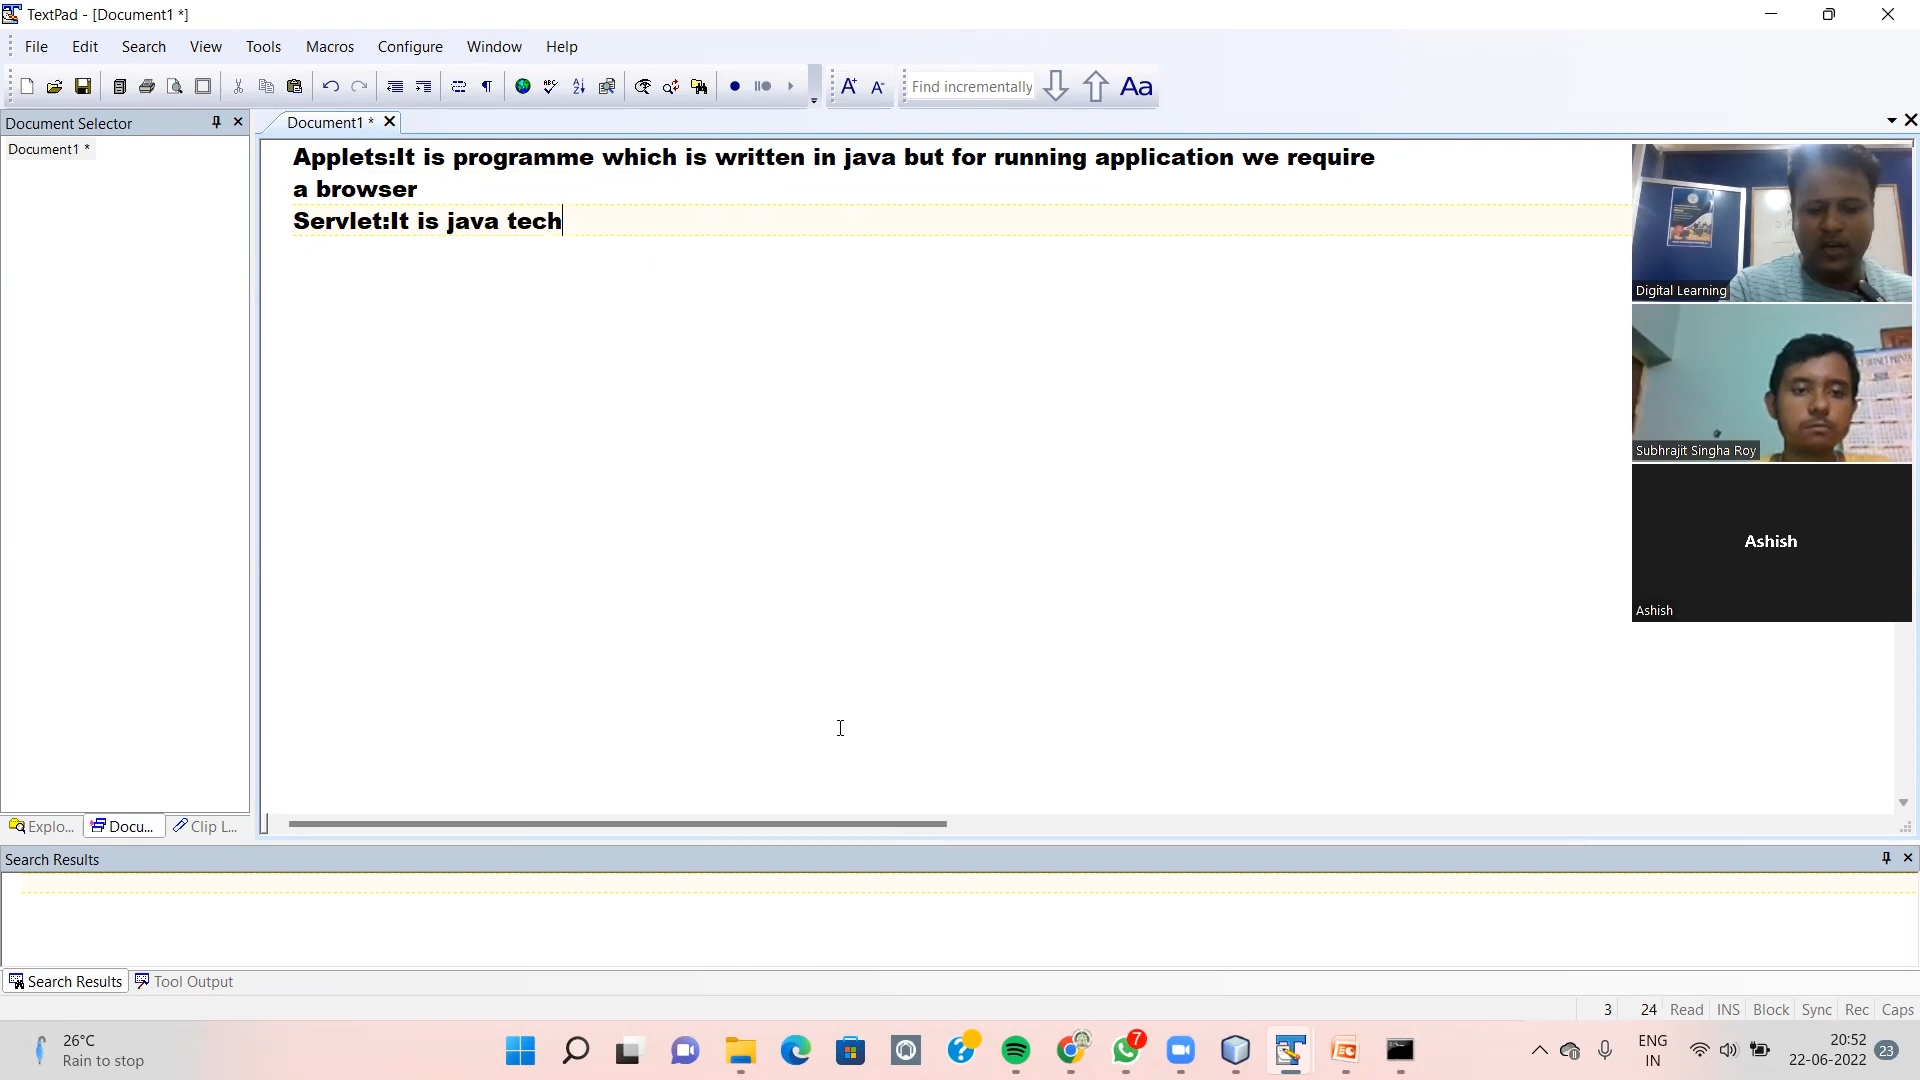 TextPad - [Document1 *]
File Edit Search View Tools Macros Configure Window Help
Find incrementally Aa
Document Selector
Document1 *
Document1 *
Applets:It is programme which is written in java but for running application we require
a browser
Servlet:It is java tech
Digital Learning
Subhrajit Singha Roy
Ashish
Ashish
Explo... Docu... Clip L...
Search Results
Search Results Tool Output
3 24 Read INS Block Sync Rec Caps
26°C
Rain to stop
7
ENG
IN
20:52
22-06-2022
23